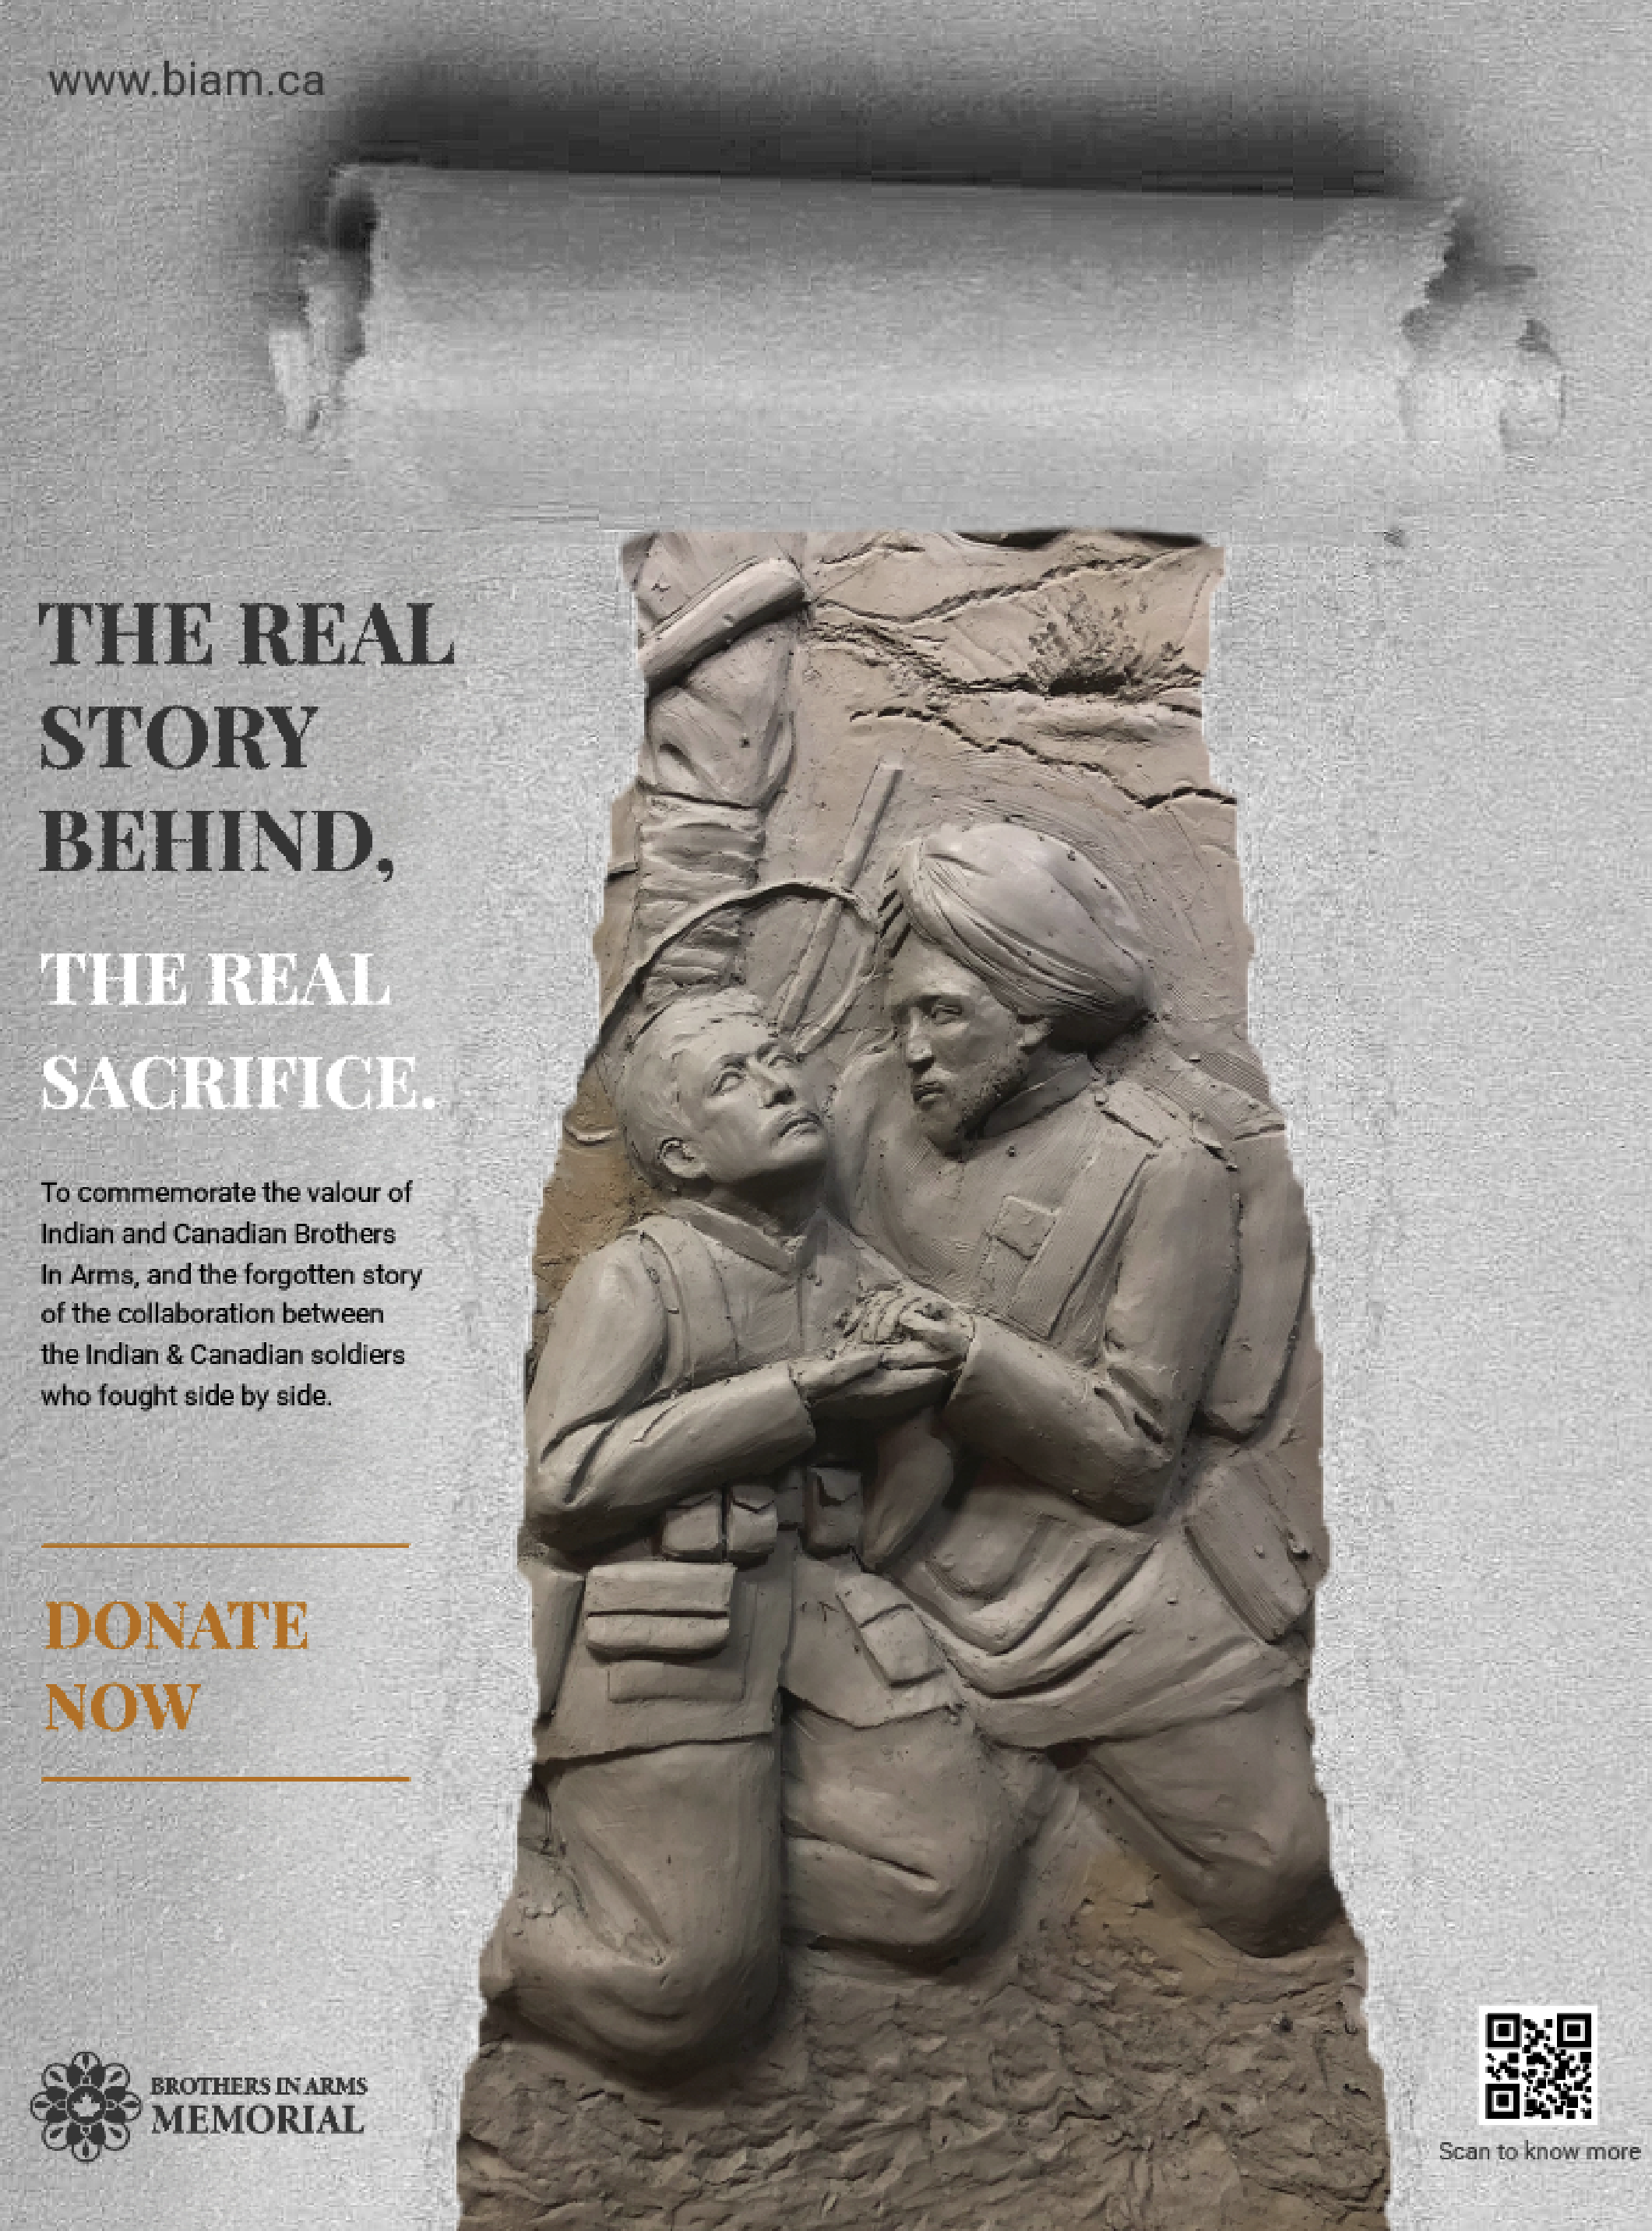 www.biam.ca
THE REAL
STORY
BEHIND,
THE REAL
SACRIFICE.
To commemorate the valour of
Indian and Canadian Brothers
In Arms, and the forgotten story
of the collaboration between
the Indian & Canadian soldiers
who fought side by side.
DONATE
NOW
BROTHERS IN ARMS
MEMORIAL
Scan to know more